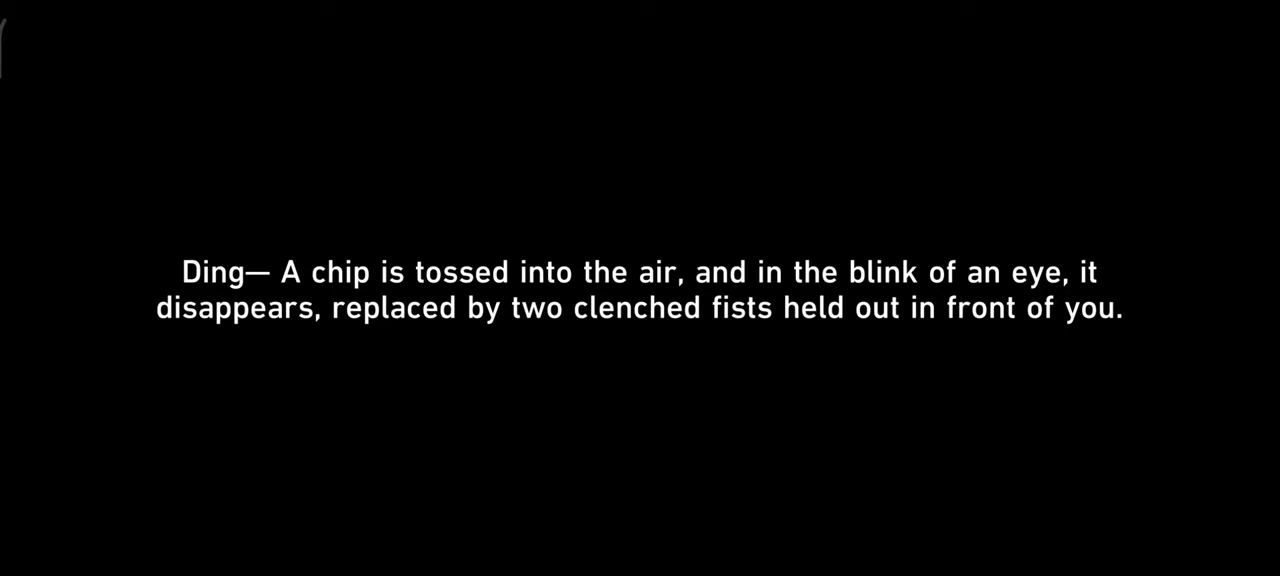 Ding— A chip is tossed into the air, and in the blink of an eye, it
disappears, replaced by two clenched fists held out in front of you.